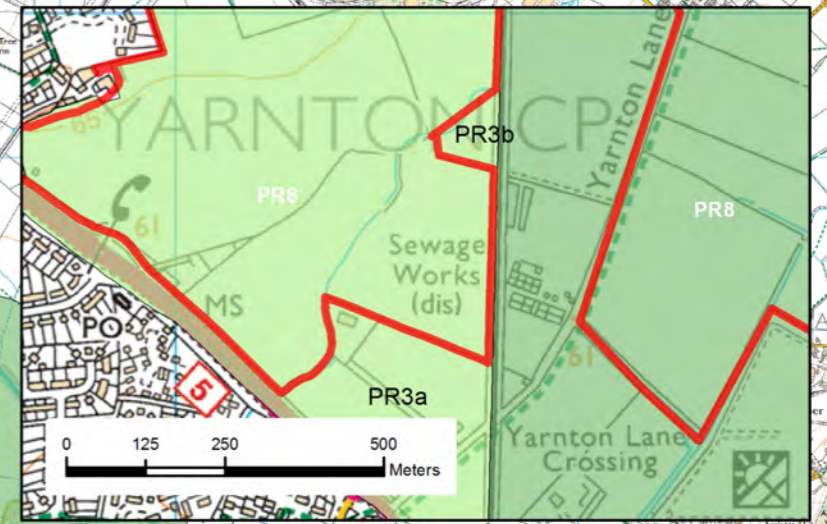 YARNTON CP
65
PR3b
Yarnton Lane
PR8
PR8
61
Sewage
Works
(dis)
MS
PO
5
61
PR3a
Yarnton Lane
Crossing
0 125 250 500
Meters